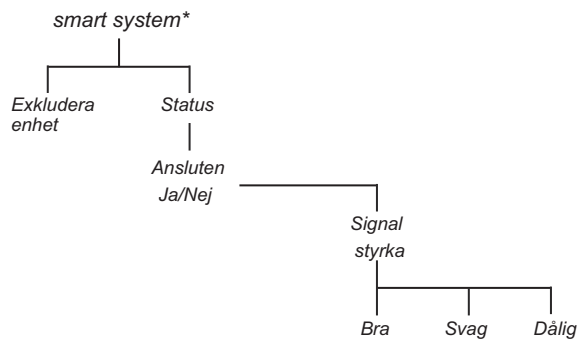 smart system*
Exkludera
enhet
Status
Ansluten
Ja/Nej
Signal
styrka
Bra
Svag
Dålig